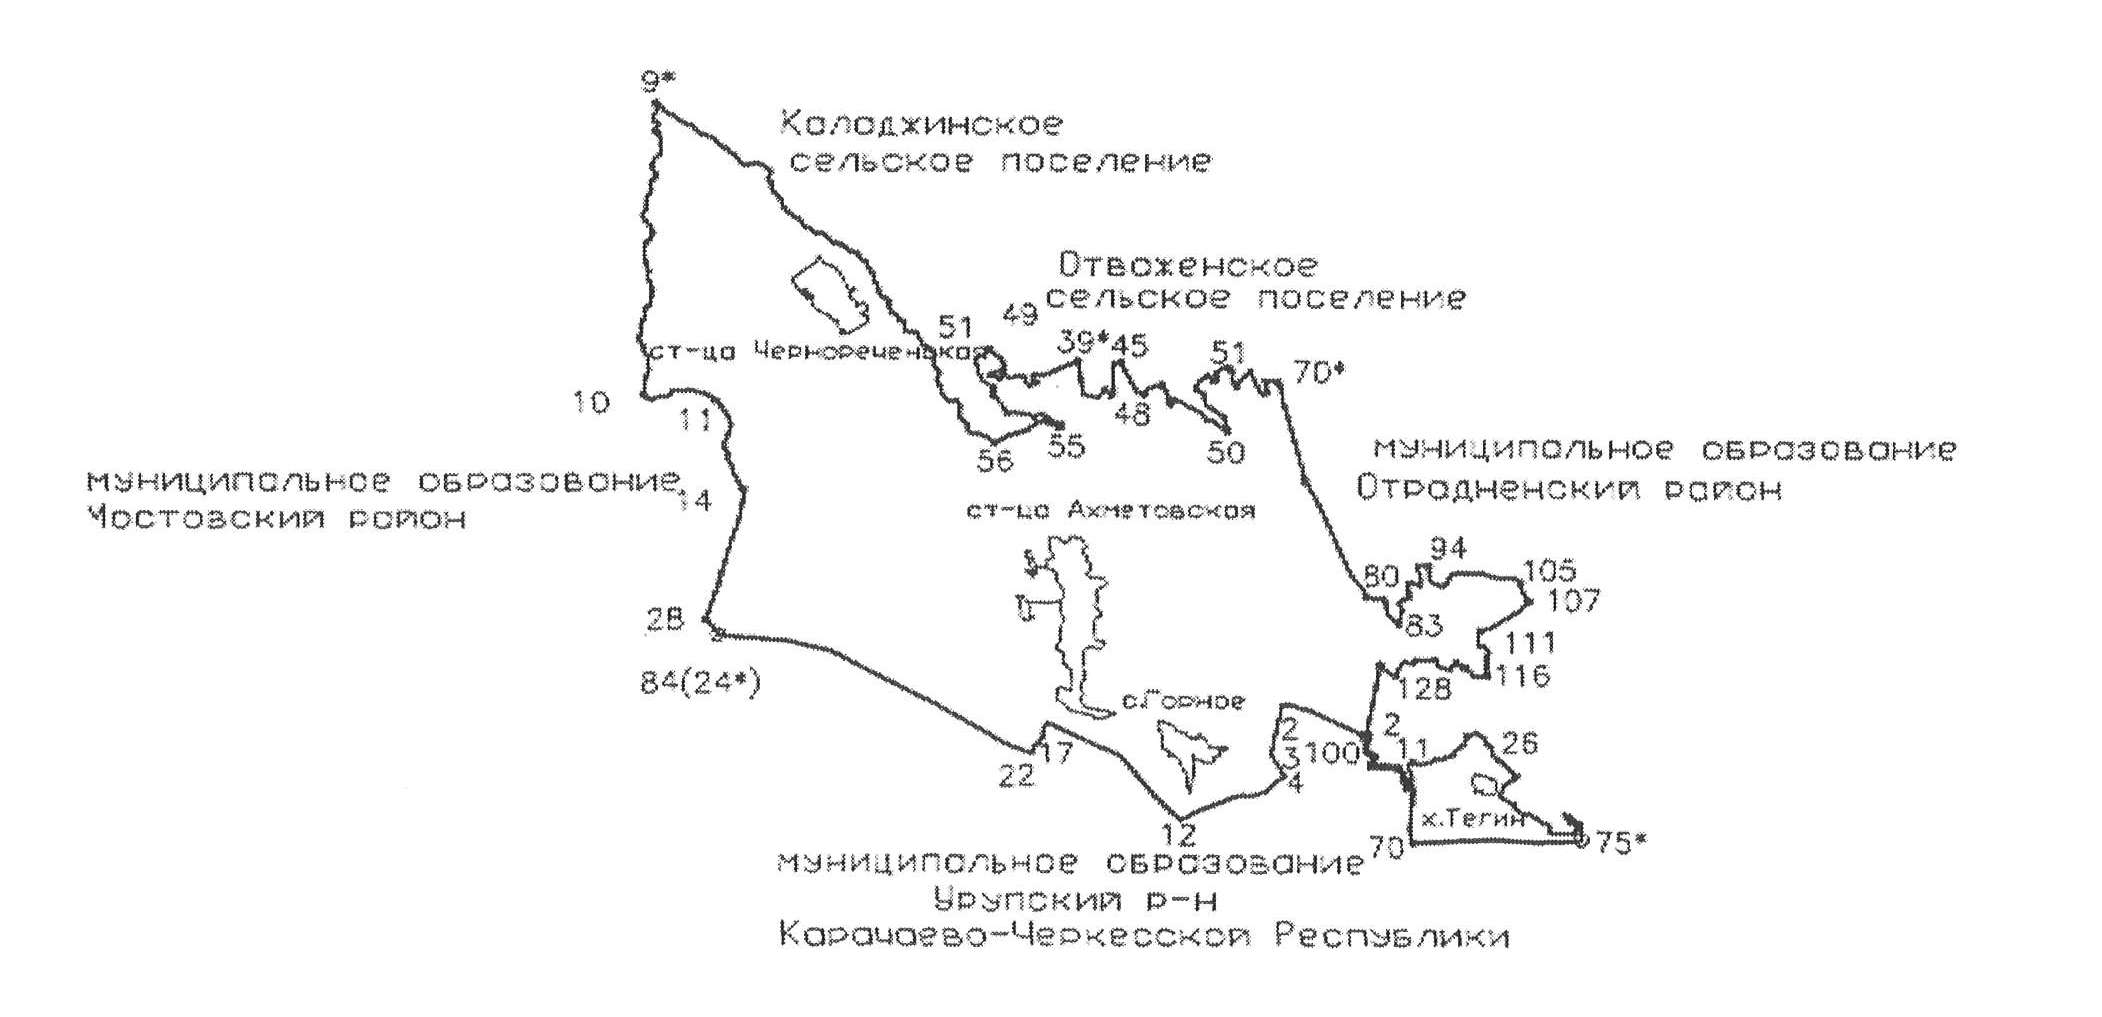 9*
Каладжинское
сельское поселение
Отваженское
сельское поселение
49
51
39*
45
51
70*
ст-ца Чернореченская
10
11
48
50
55
56
муниципальное образование
Отрадненский район
муниципальное образование
Мостовский район
14
ст-ца Ахметовская
94
80
105
107
28
83
111
84(24*)
116
128
с.Горное
2
2
17
3
100
11
26
22
4
х.Тегин
12
70
75*
муниципальное образование
Урупский р-н
Карачаево-Черкесской Республики